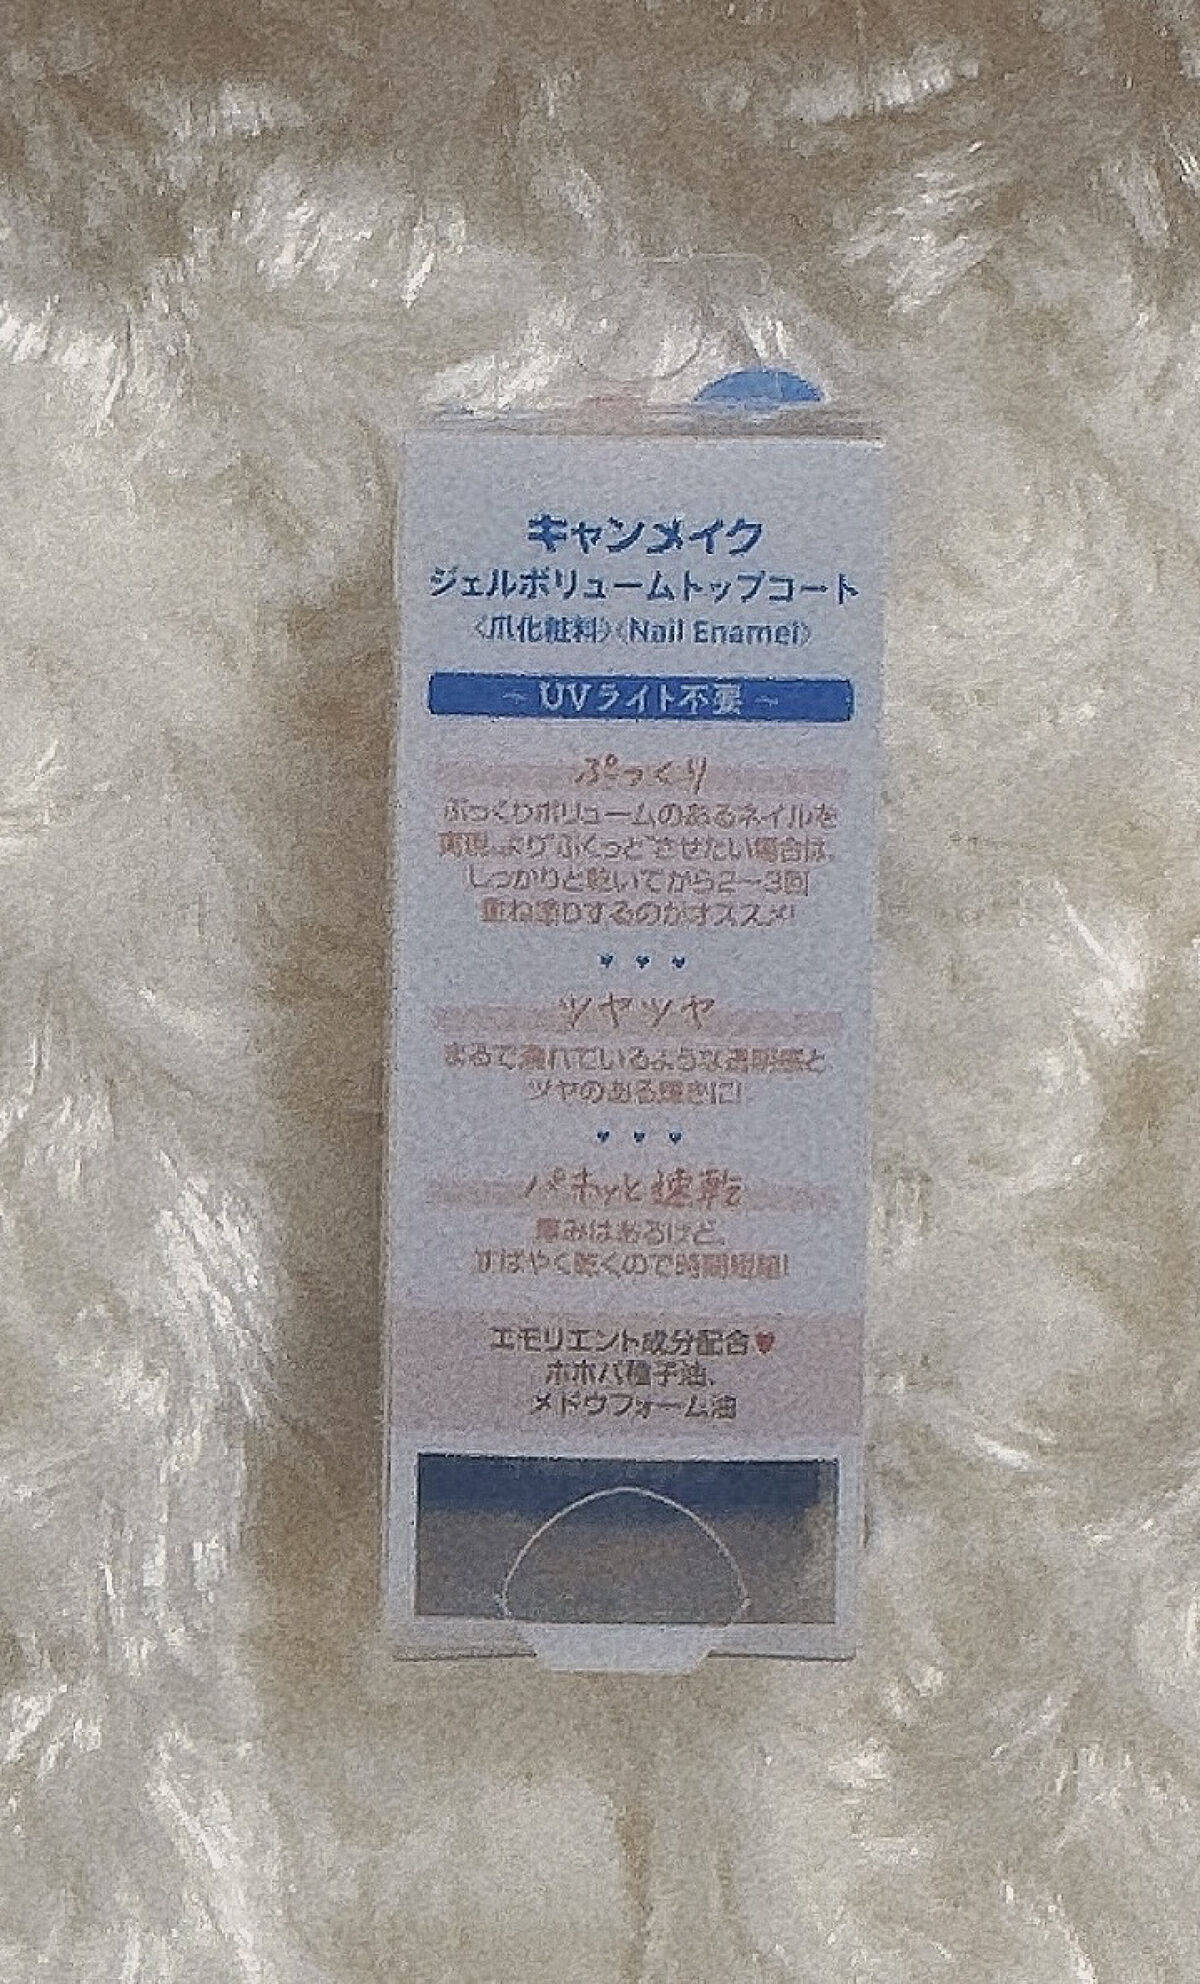 キャンメイク
ジェルボリュームトップコート
〈爪化粧料〉〈Nail Enamel〉
～ UVライト不要 ～
ぷっくり
ぷっくりボリュームのあるネイルを
実現。より"ぷくっと"させたい場合は、
しっかりと乾いてから2～3回
重ね塗りするのがオススメ!
ツヤツヤ
まるで濡れているような透明感と
ツヤのある輝きに!
パキッと速乾
厚みはあるけど、
すばやく乾くので時間短縮!
エモリエント成分配合♥
ホホバ種子油、
メドウフォーム油